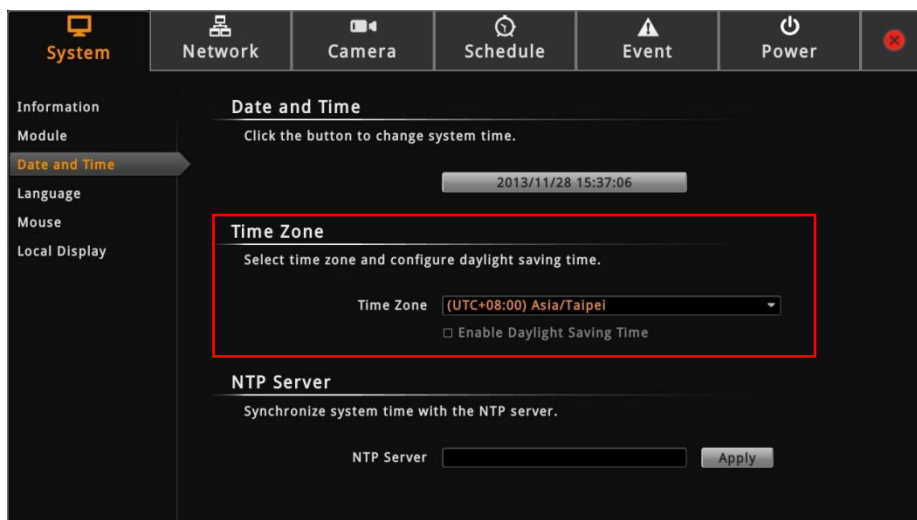 System
Network
Camera
Schedule
Event
Power
Information
Module
Date and Time
Language
Mouse
Local Display
Date and Time
Click the button to change system time.
2013/11/28 15:37:06
Time Zone
Select time zone and configure daylight saving time.
Time Zone (UTC+08:00) Asia/Taipei
Enable Daylight Saving Time
NTP Server
Synchronize system time with the NTP server.
NTP Server Apply